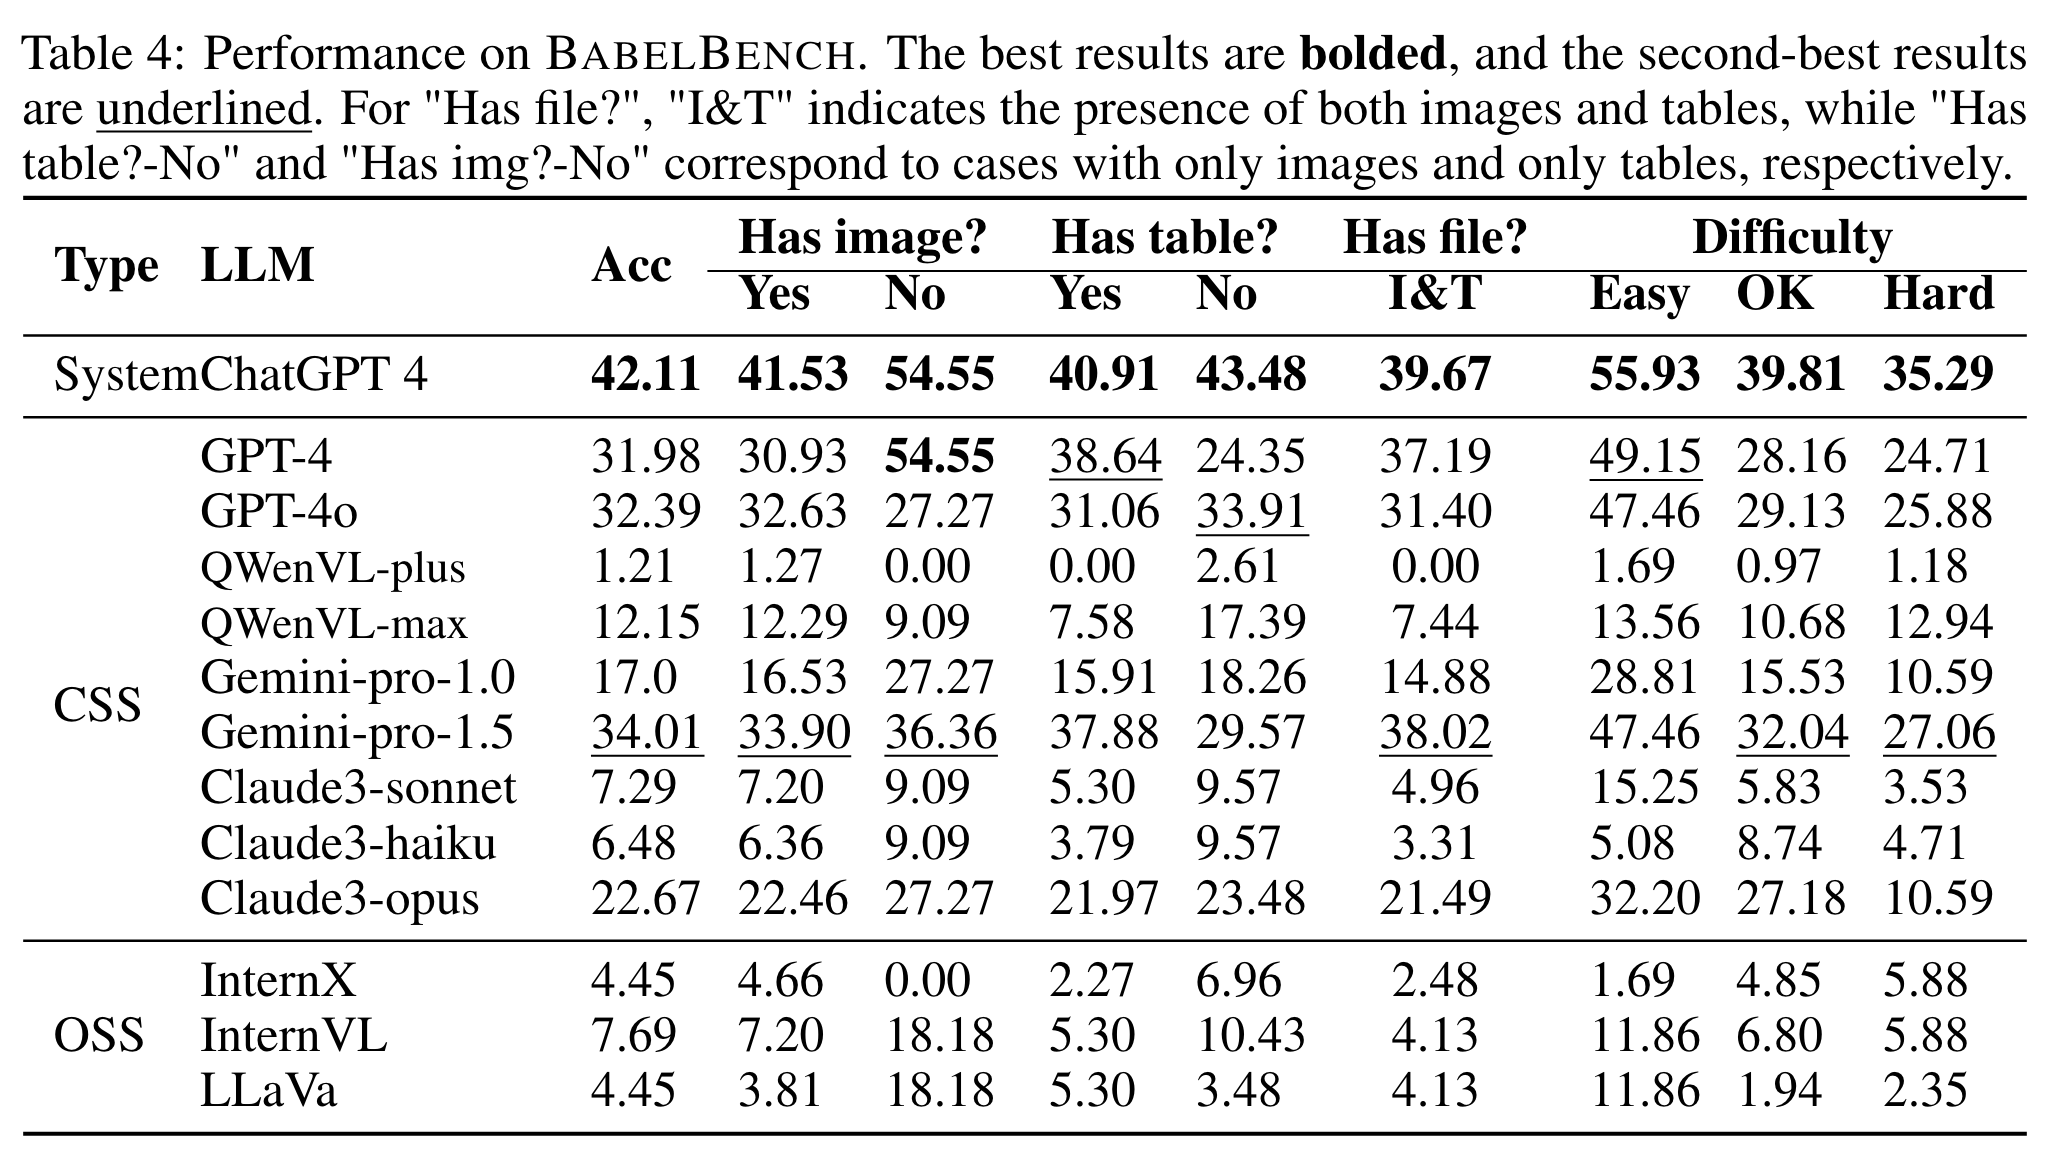 Table 4: Performance on BABELBENCH. The best results are bolded, and the second-best results
are underlined. For "Has file?", "I&T" indicates the presence of both images and tables, while "Has
table?-No" and "Has img?-No" correspond to cases with only images and only tables, respectively.
Type LLM Acc Has image? Has table? Has file? Difficulty
Yes No Yes No I&T Easy OK Hard
System ChatGPT 4 42.11 41.53 54.55 40.91 43.48 39.67 55.93 39.81 35.29
GPT-4 31.98 30.93 54.55 38.64 24.35 37.19 49.15 28.16 24.71
GPT-4o 32.39 32.63 27.27 31.06 33.91 31.40 47.46 29.13 25.88
QWenVL-plus 1.21 1.27 0.00 0.00 2.61 0.00 1.69 0.97 1.18
QWenVL-max 12.15 12.29 9.09 7.58 17.39 7.44 13.56 10.68 12.94
Gemini-pro-1.0 17.0 16.53 27.27 15.91 18.26 14.88 28.81 15.53 10.59
CSS Gemini-pro-1.5 34.01 33.90 36.36 37.88 29.57 38.02 47.46 32.04 27.06
Claude3-sonnet 7.29 7.20 9.09 5.30 9.57 4.96 15.25 5.83 3.53
Claude3-haiku 6.48 6.36 9.09 3.79 9.57 3.31 5.08 8.74 4.71
Claude3-opus 22.67 22.46 27.27 21.97 23.48 21.49 32.20 27.18 10.59
InternX 4.45 4.66 0.00 2.27 6.96 2.48 1.69 4.85 5.88
OSS InternVL 7.69 7.20 18.18 5.30 10.43 4.13 11.86 6.80 5.88
LLaVa 4.45 3.81 18.18 5.30 3.48 4.13 11.86 1.94 2.35